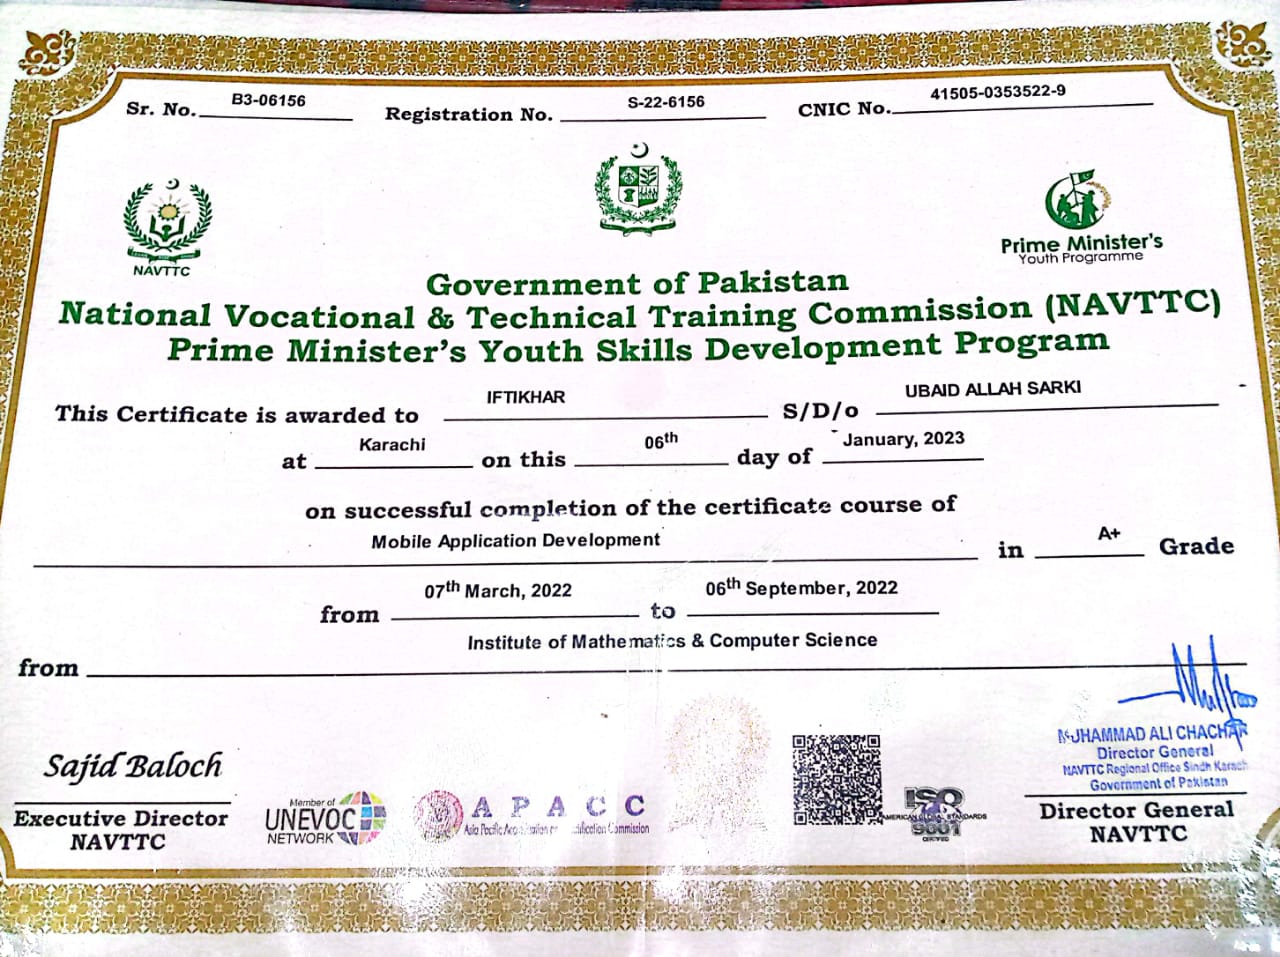 Sr. No. B3-06156 Registration No. S-22-6156 CNIC No. 41505-0353522-9
NAVTTC
Prime Minister's
Youth Programme
Government of Pakistan
National Vocational & Technical Training Commission (NAVTTC)
Prime Minister's Youth Skills Development Program
This Certificate is awarded to IFTIKHAR S/D/o UBAID ALLAH SARKI
at Karachi on this 06th day of January, 2023
on successful completion of the certificate course of
Mobile Application Development in A+ Grade
from 07th March, 2022 to 06th September, 2022
from Institute of Mathematics & Computer Science
Sajid Baloch
Executive Director
NAVTTC
Member of
UNEVOC
NETWORK
APACC
Asia Pacific Commission
ISO
AMERICAN GLOBAL STANDARDS
9001
CERTIFIED
MUHAMMAD ALI CHACHAR
Director General
NAVTTC Regional Office Sindh Karachi
Government of Pakistan
Director General
NAVTTC